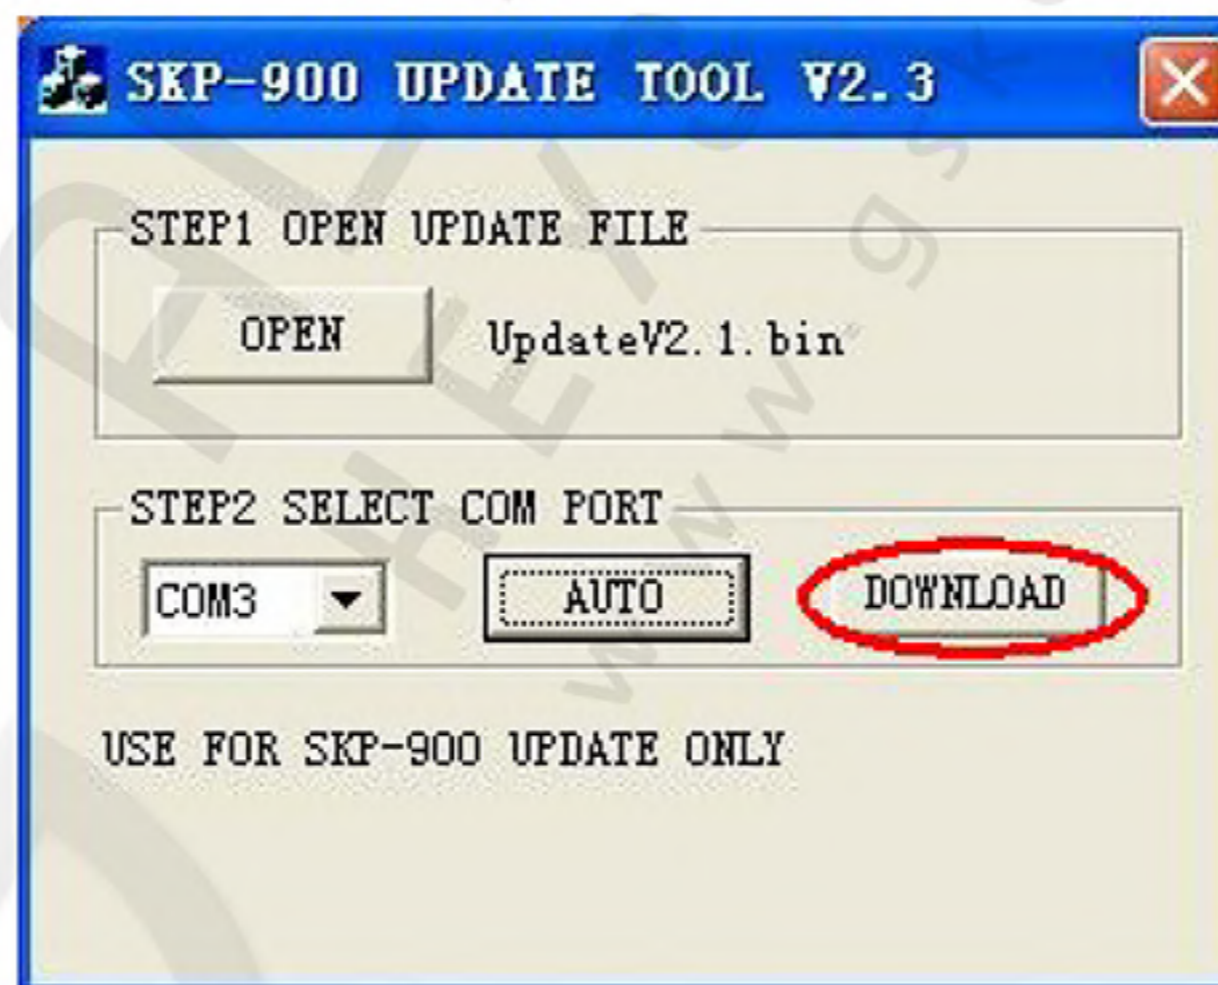 SKP-900 UPDATE TOOL V2.3
STEP1 OPEN UPDATE FILE
OPEN UpdateV2.1.bin
STEP2 SELECT COM PORT
COM3 AUTO DOWNLOAD
USE FOR SKP-900 UPDATE ONLY